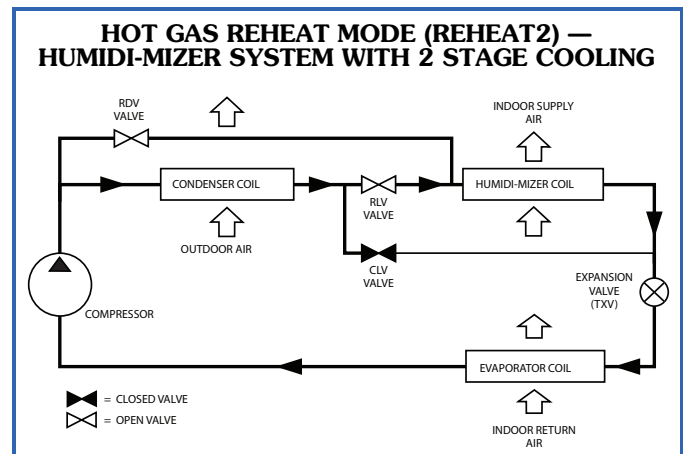 HOT GAS REHEAT MODE (REHEAT2) —
HUMIDI-MIZER SYSTEM WITH 2 STAGE COOLING
RDV
VALVE
INDOOR SUPPLY
AIR
CONDENSER COIL
HUMIDI-MIZER COIL
RLV
VALVE
OUTDOOR AIR
CLV
VALVE
EXPANSION
VALVE
(TXV)
COMPRESSOR
EVAPORATOR COIL
= CLOSED VALVE
= OPEN VALVE
INDOOR RETURN
AIR